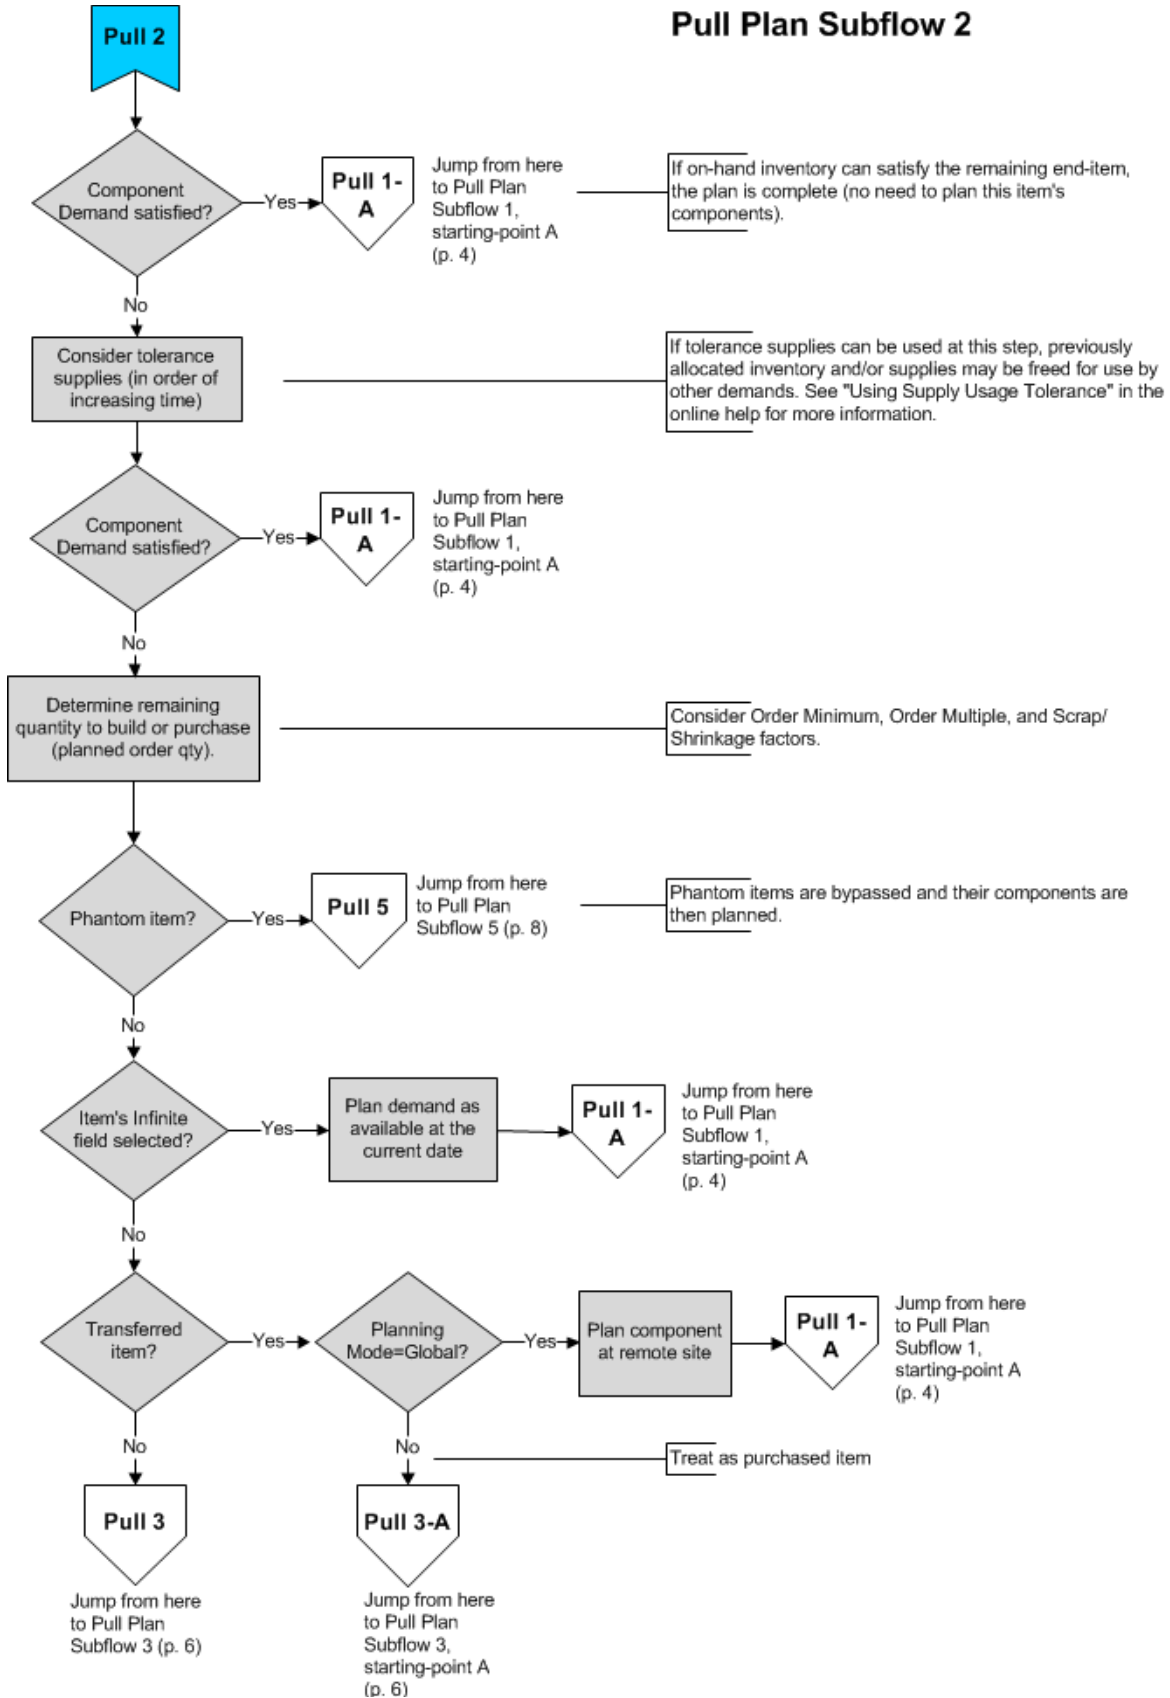 Pull Plan Subflow 2
Pull 2
Component
Demand satisfied?
Yes
Pull 1-
A
Jump from here
to Pull Plan
Subflow 1,
starting-point A
(p. 4)
If on-hand inventory can satisfy the remaining end-item,
the plan is complete (no need to plan this item's
components).
No
Consider tolerance
supplies (in order of
increasing time)
If tolerance supplies can be used at this step, previously
allocated inventory and/or supplies may be freed for use by
other demands. See "Using Supply Usage Tolerance" in the
online help for more information.
Component
Demand satisfied?
Yes
Pull 1-
A
Jump from here
to Pull Plan
Subflow 1,
starting-point A
(p. 4)
No
Determine remaining
quantity to build or purchase
(planned order qty).
Consider Order Minimum, Order Multiple, and Scrap/
Shrinkage factors.
Phantom item?
Yes
Pull 5
Jump from here
to Pull Plan
Subflow 5 (p. 8)
Phantom items are bypassed and their components are
then planned.
No
Item's Infinite
field selected?
Yes
Plan demand as
available at the
current date
Pull 1-
A
Jump from here
to Pull Plan
Subflow 1,
starting-point A
(p. 4)
No
Transferred
item?
Yes
Planning
Mode=Global?
Yes
Plan component
at remote site
Pull 1-
A
Jump from here
to Pull Plan
Subflow 1,
starting-point A
(p. 4)
No
No
Treat as purchased item
Pull 3
Jump from here
to Pull Plan
Subflow 3 (p. 6)
Pull 3-A
Jump from here
to Pull Plan
Subflow 3,
starting-point A
(p. 6)